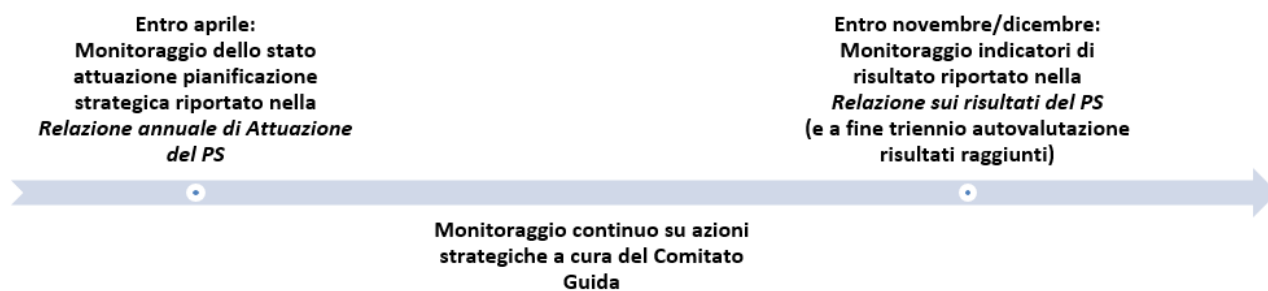 Entro aprile:
Monitoraggio dello stato
attuazione pianificazione
strategica riportato nella
Relazione annuale di Attuazione
del PS
Entro novembre/dicembre:
Monitoraggio indicatori di
risultato riportato nella
Relazione sui risultati del PS
(e a fine triennio autovalutazione
risultati raggiunti)
Monitoraggio continuo su azioni
strategiche a cura del Comitato
Guida